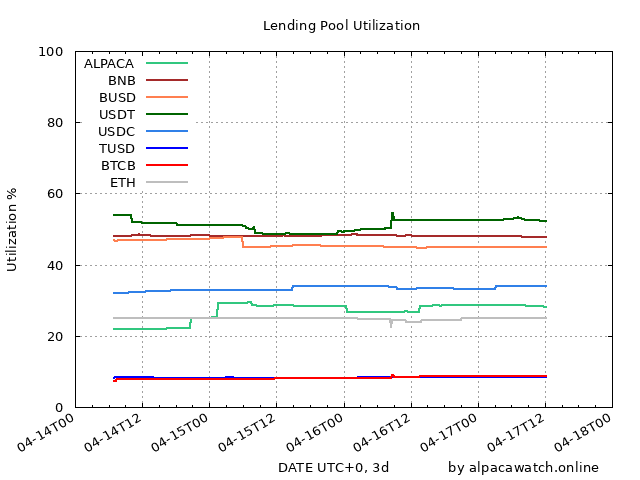 Lending Pool Utilization
100
80
60
40
20
0
Utilization %
ALPACA
BNB
BUSD
USDT
USDC
TUSD
BTCB
ETH
04-14T00
04-14T12
04-15T00
04-15T12
04-16T00
04-16T12
04-17T00
04-17T12
04-18T00
DATE UTC+0, 3d
by alpacawatch.online